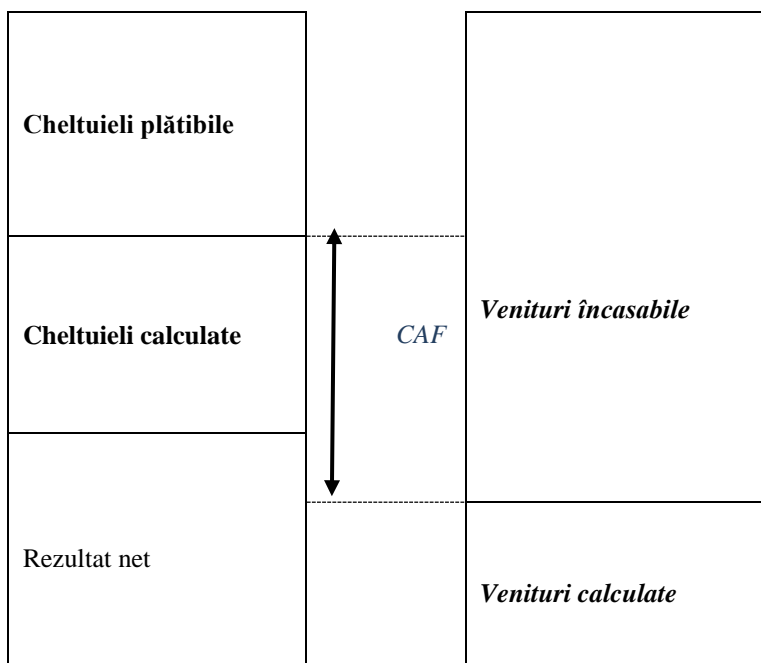 Cheltuieli plătibile
Cheltuieli calculate
Rezultat net
CAF
Venituri încasabile
Venituri calculate